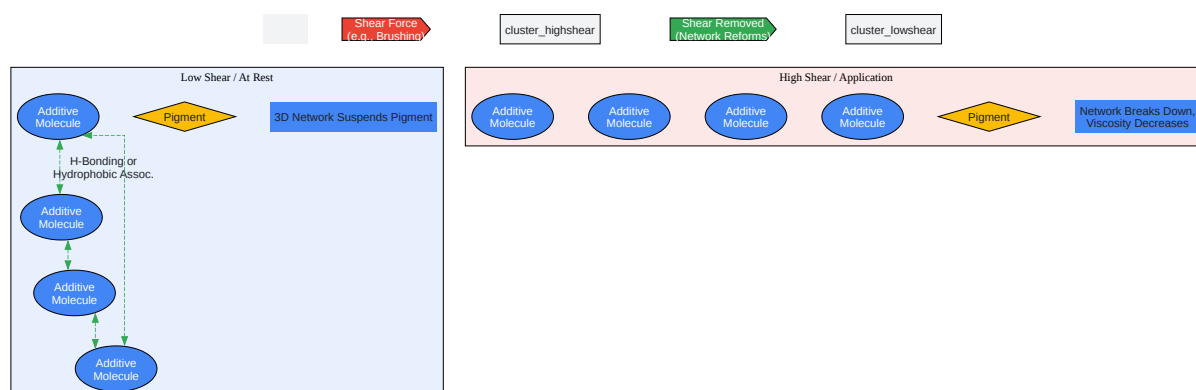 Shear Force
(e.g., Brushing)
cluster_highshear
Shear Removed
(Network Reforms)
cluster_lowshear
Low Shear / At Rest
Additive
Molecule
Pigment
3D Network Suspends Pigment
H-Bonding or
Hydrophobic Assoc.
Additive
Molecule
Additive
Molecule
Additive
Molecule
High Shear / Application
Additive
Molecule
Additive
Molecule
Additive
Molecule
Additive
Molecule
Pigment
Network Breaks Down,
Viscosity Decreases